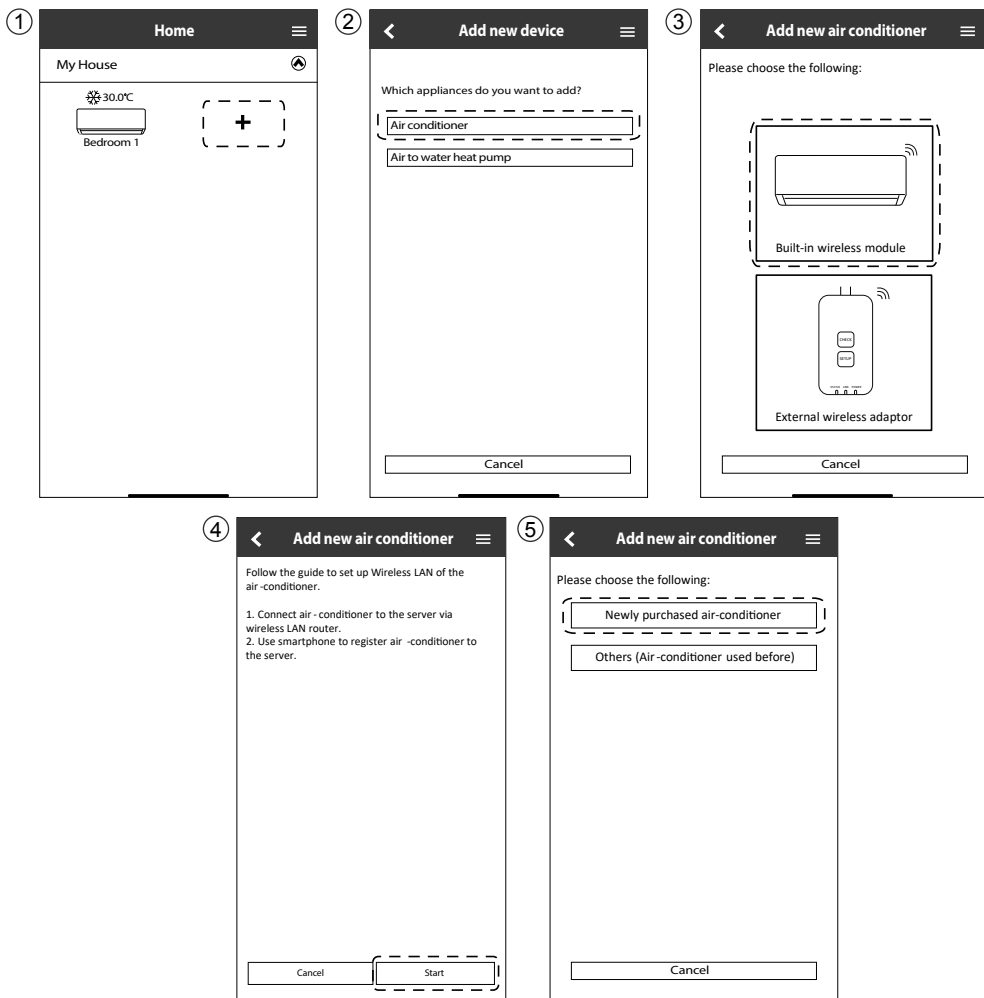 ①
Home
My House
30.0℃
+
Bedroom 1
②
Add new device
Which appliances do you want to add?
Air conditioner
Air to water heat pump
Cancel
③
Add new air conditioner
Please choose the following:
Built-in wireless module
CHECK
SETUP
STATUS LINK POWER
External wireless adaptor
Cancel
④
Add new air conditioner
Follow the guide to set up Wireless LAN of the
air -conditioner.
1. Connect air - conditioner to the server via
wireless LAN router.
2. Use smartphone to register air -conditioner to
the server.
Cancel
Start
⑤
Add new air conditioner
Please choose the following:
Newly purchased air-conditioner
Others (Air-conditioner used before)
Cancel